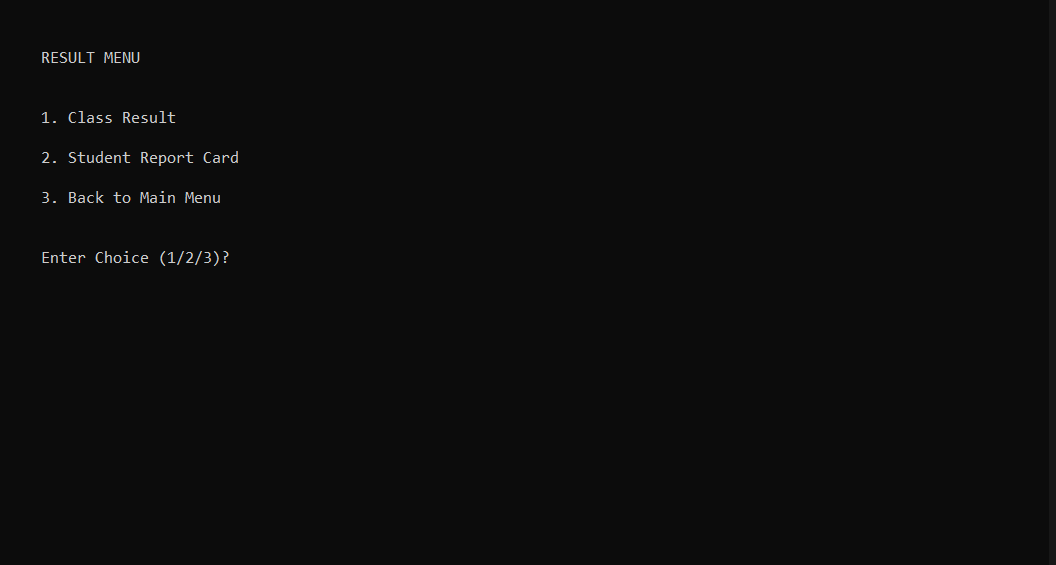 RESULT MENU
1. Class Result
2. Student Report Card
3. Back to Main Menu
Enter Choice (1/2/3)?